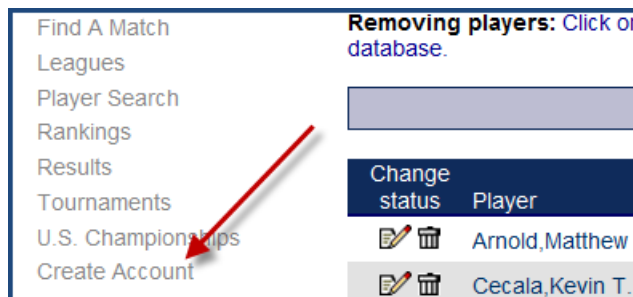 Find A Match
Leagues
Player Search
Rankings
Results
Tournaments
U.S. Championships
Create Account
Removing players: Click
database.
Change
status Player
Arnold,Matthew
Cecala,Kevin T.